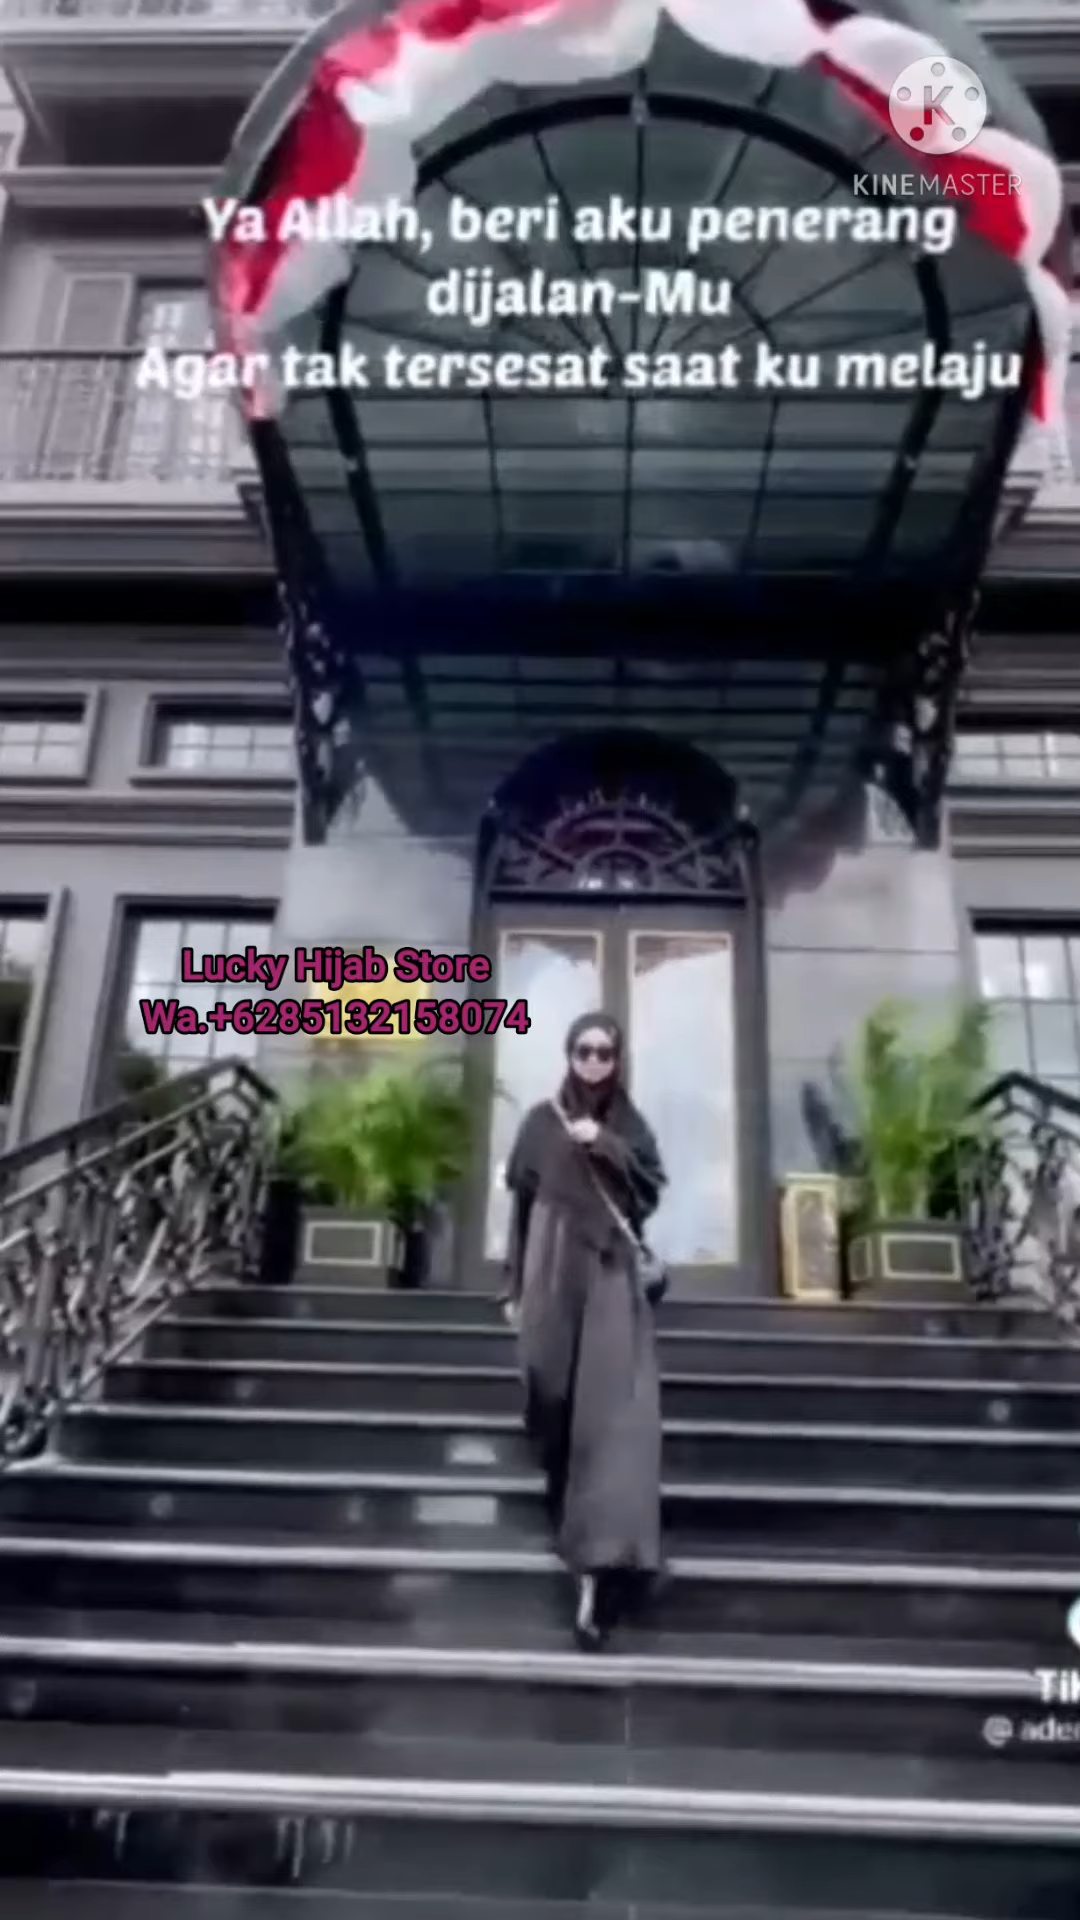 KINEMASTER
Ya Allah, beri aku penerang
dijalan-Mu
Agar tak tersesat saat ku melaju
Lucky Hijab Store
Wa.+6285132158074